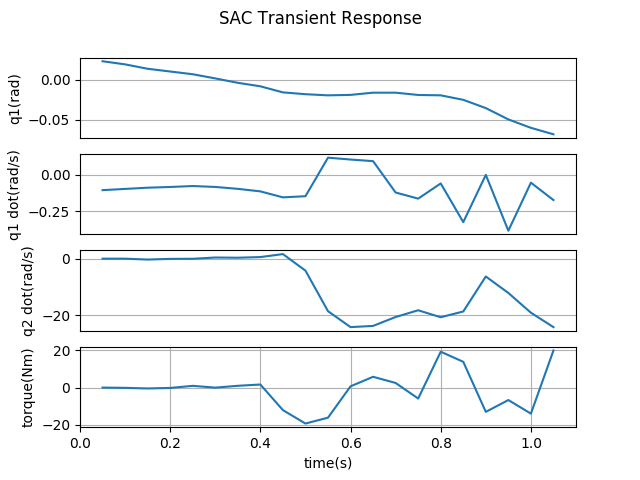 SAC Transient Response
0.00
−0.05
q1(rad)
0.00
−0.25
q1 dot(rad/s)
0
−20
q2 dot(rad/s)
20
0
−20
torque(Nm)
0.0 0.2 0.4 0.6 0.8 1.0
time(s)